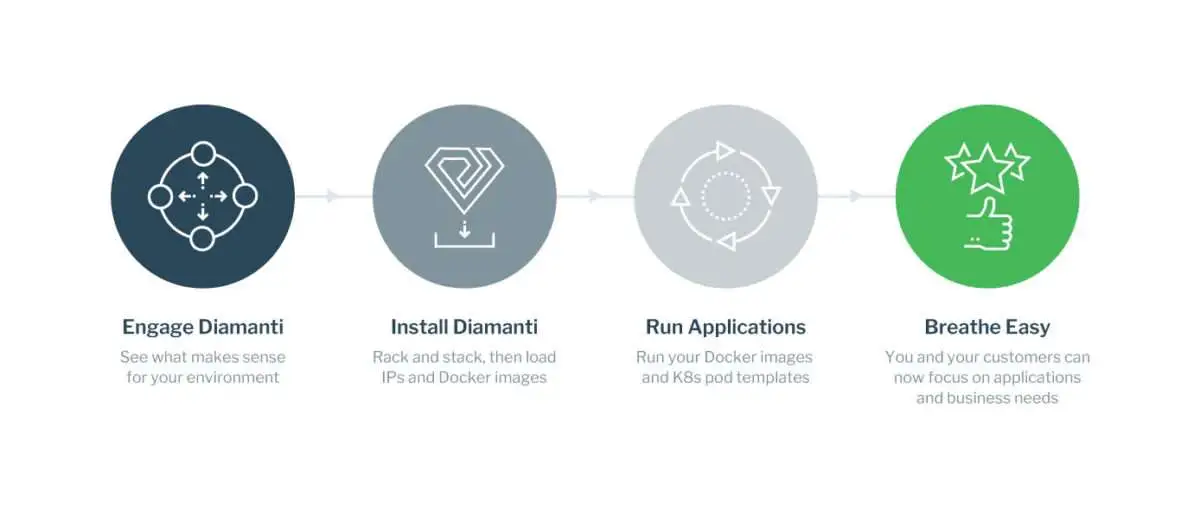 Engage Diamanti
See what makes sense
for your environment
Install Diamanti
Rack and stack, then load
IPs and Docker images
Run Applications
Run your Docker images
and K8s pod templates
Breathe Easy
You and your customers can
now focus on applications
and business needs